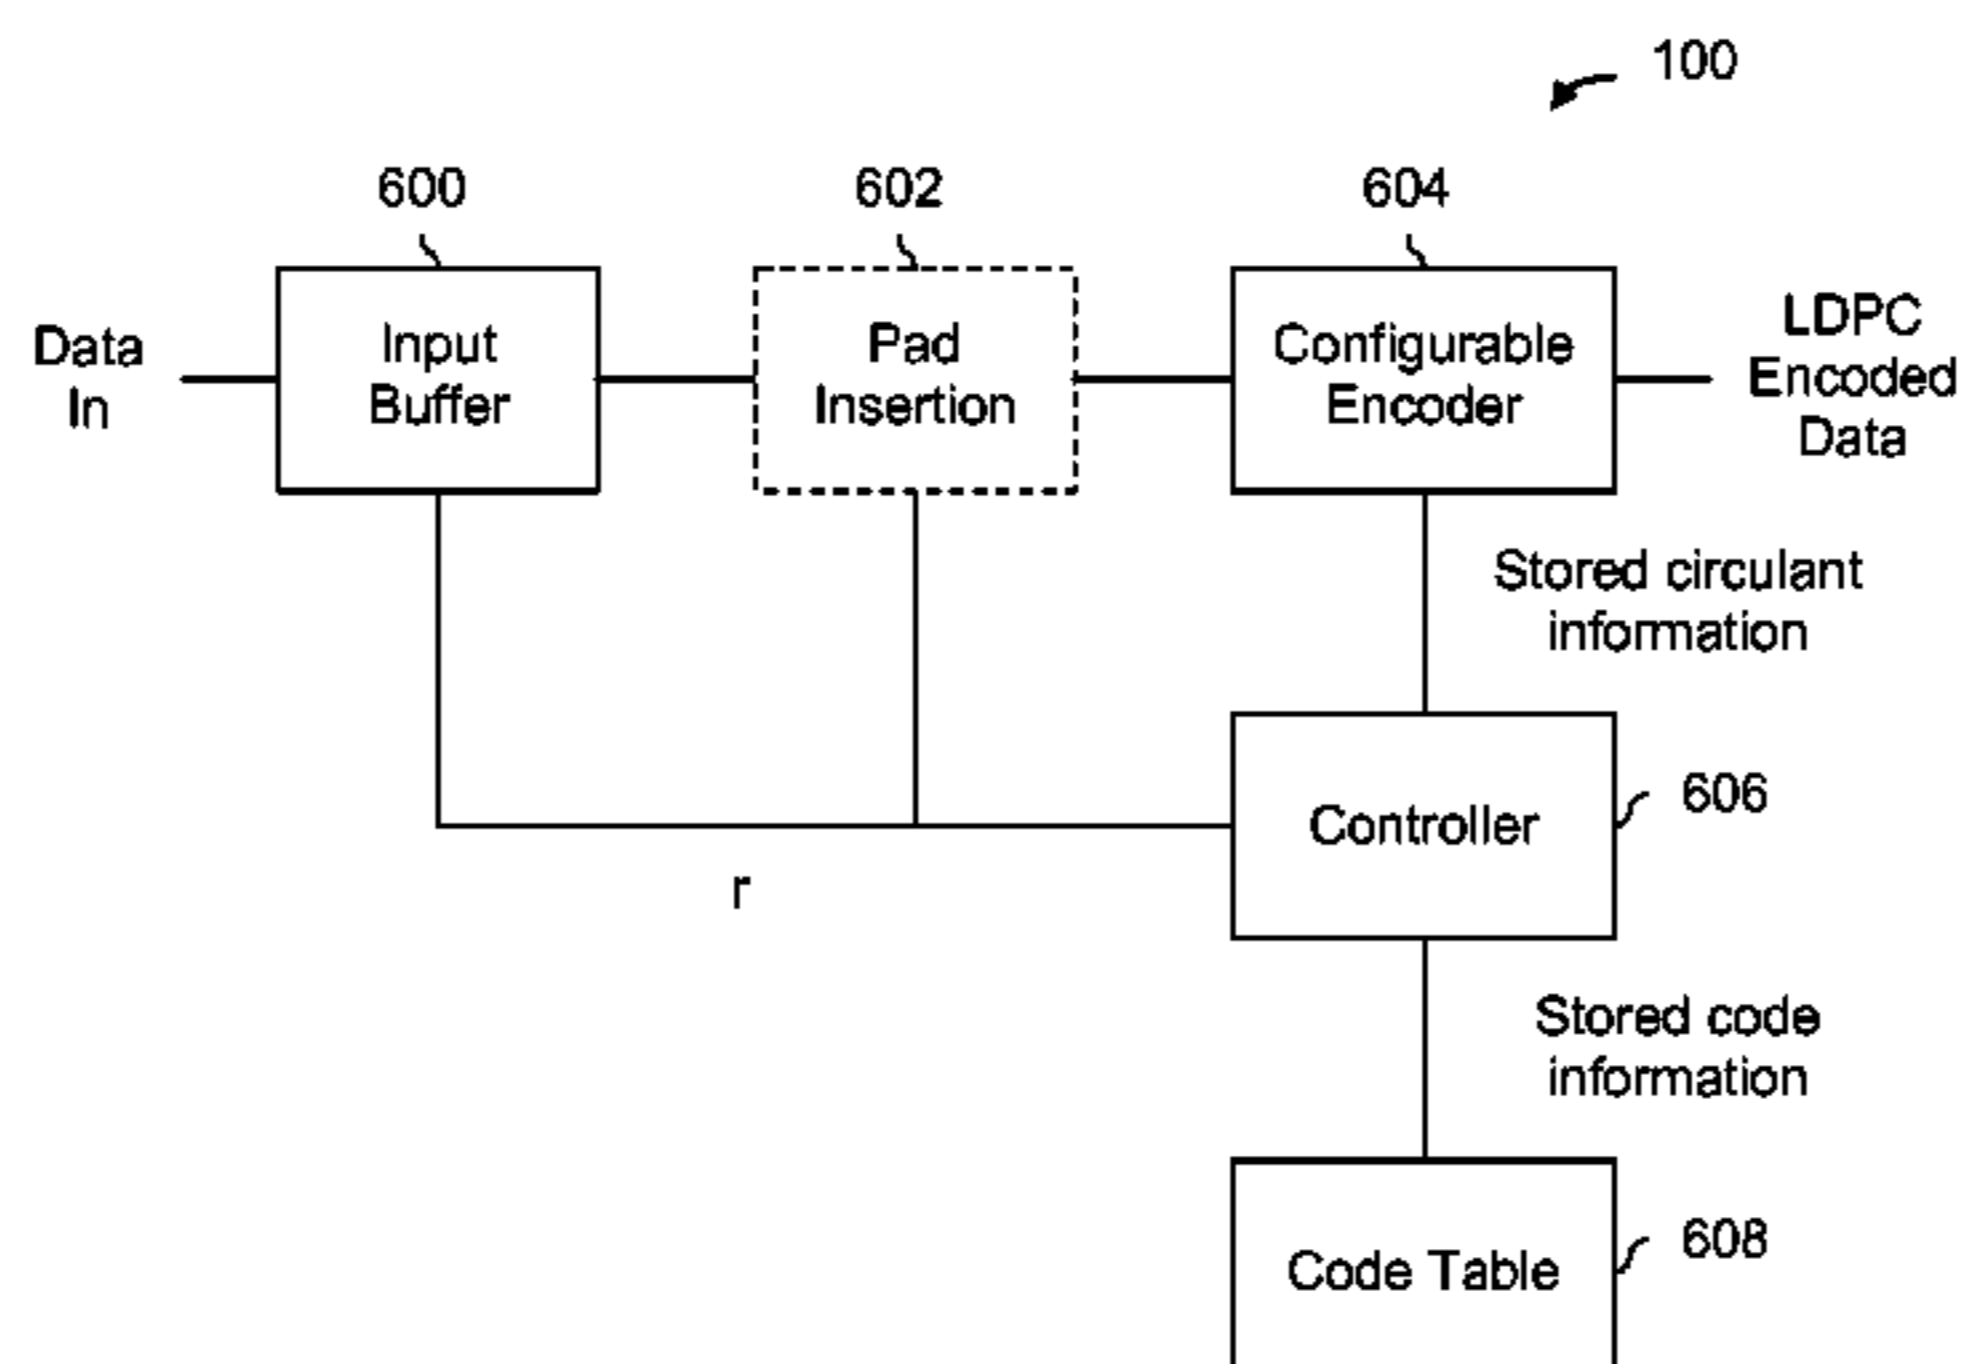 100
600
602
604
Data
In
Input
Buffer
Pad
Insertion
Configurable
Encoder
LDPC
Encoded
Data
Stored circulant
information
606
Controller
r
Stored code
information
608
Code Table